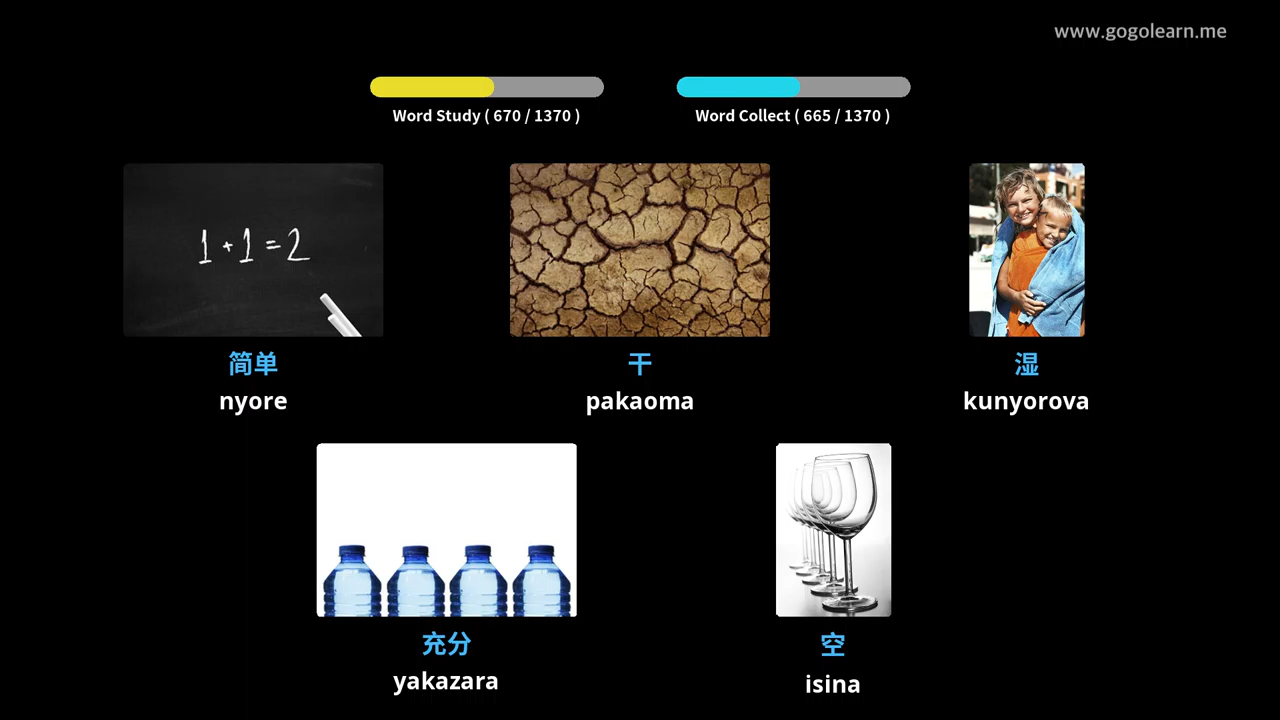 www.gogolearn.me
Word Study ( 670 / 1370 )
Word Collect ( 665 / 1370 )
1 + 1 = 2
简单
nyore
干
pakaoma
湿
kunyorova
充分
yakazara
空
isina